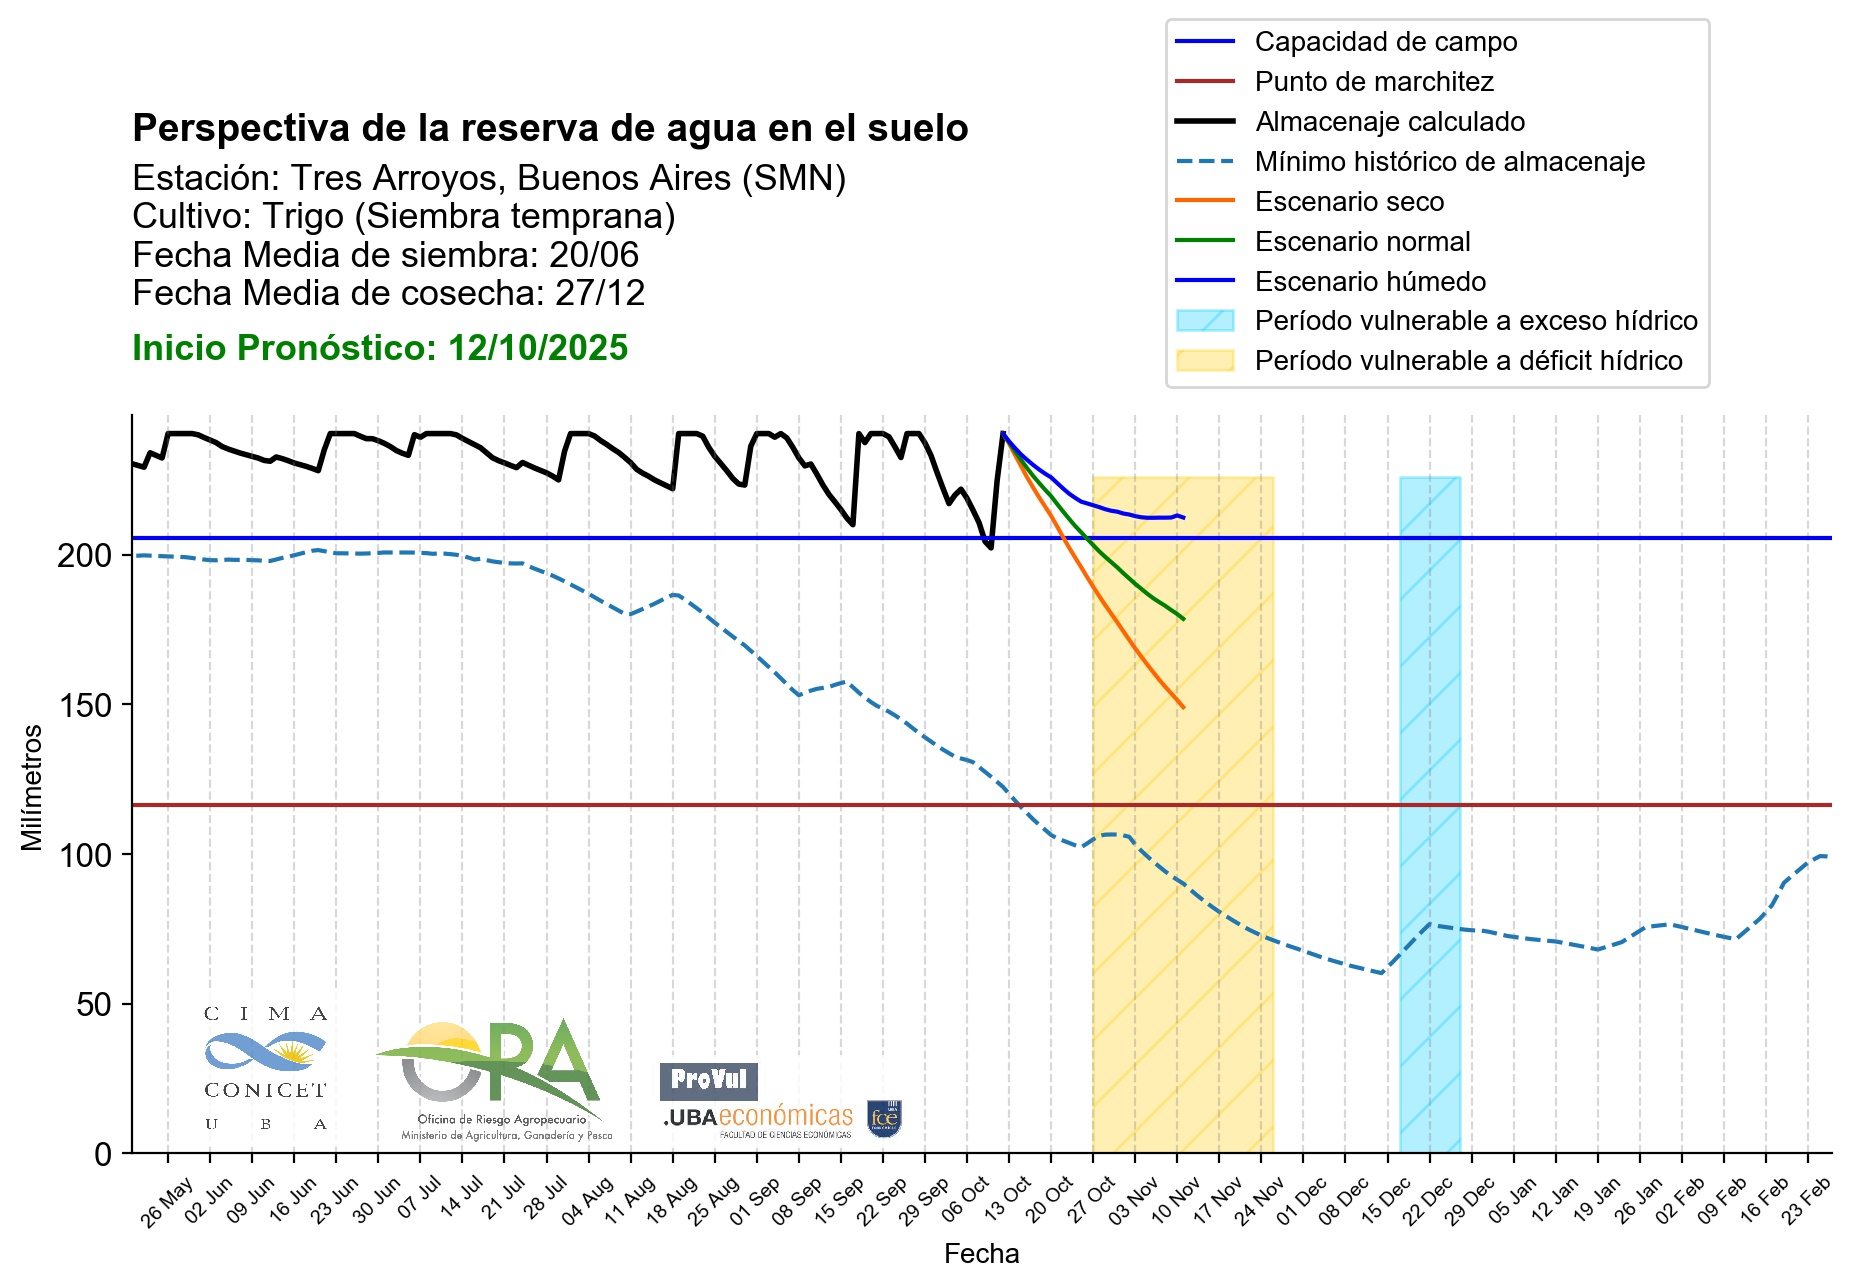 Capacidad de campo
Punto de marchitez
Almacenaje calculado
Mínimo histórico de almacenaje
Escenario seco
Escenario normal
Escenario húmedo
Período vulnerable a exceso hídrico
Período vulnerable a déficit hídrico
Perspectiva de la reserva de agua en el suelo
Estación: Tres Arroyos, Buenos Aires (SMN)
Cultivo: Trigo (Siembra temprana)
Fecha Media de siembra: 20/06
Fecha Media de cosecha: 27/12
Inicio Pronóstico: 12/10/2025
Milímetros
200
150
100
50
0
C I M A
CONICET
U B A
ORA
Oficina de Riesgo Agropecuario
Ministerio de Agricultura, Ganadería y Pesca
ProVul
.UBAeconómicas
FACULTAD DE CIENCIAS ECONÓMICAS
fce
26 May
02 Jun
09 Jun
16 Jun
23 Jun
30 Jun
07 Jul
14 Jul
21 Jul
28 Jul
04 Aug
11 Aug
18 Aug
25 Aug
01 Sep
08 Sep
15 Sep
22 Sep
29 Sep
06 Oct
13 Oct
20 Oct
27 Oct
03 Nov
10 Nov
17 Nov
24 Nov
01 Dec
08 Dec
15 Dec
22 Dec
29 Dec
05 Jan
12 Jan
19 Jan
26 Jan
02 Feb
09 Feb
16 Feb
23 Feb
Fecha